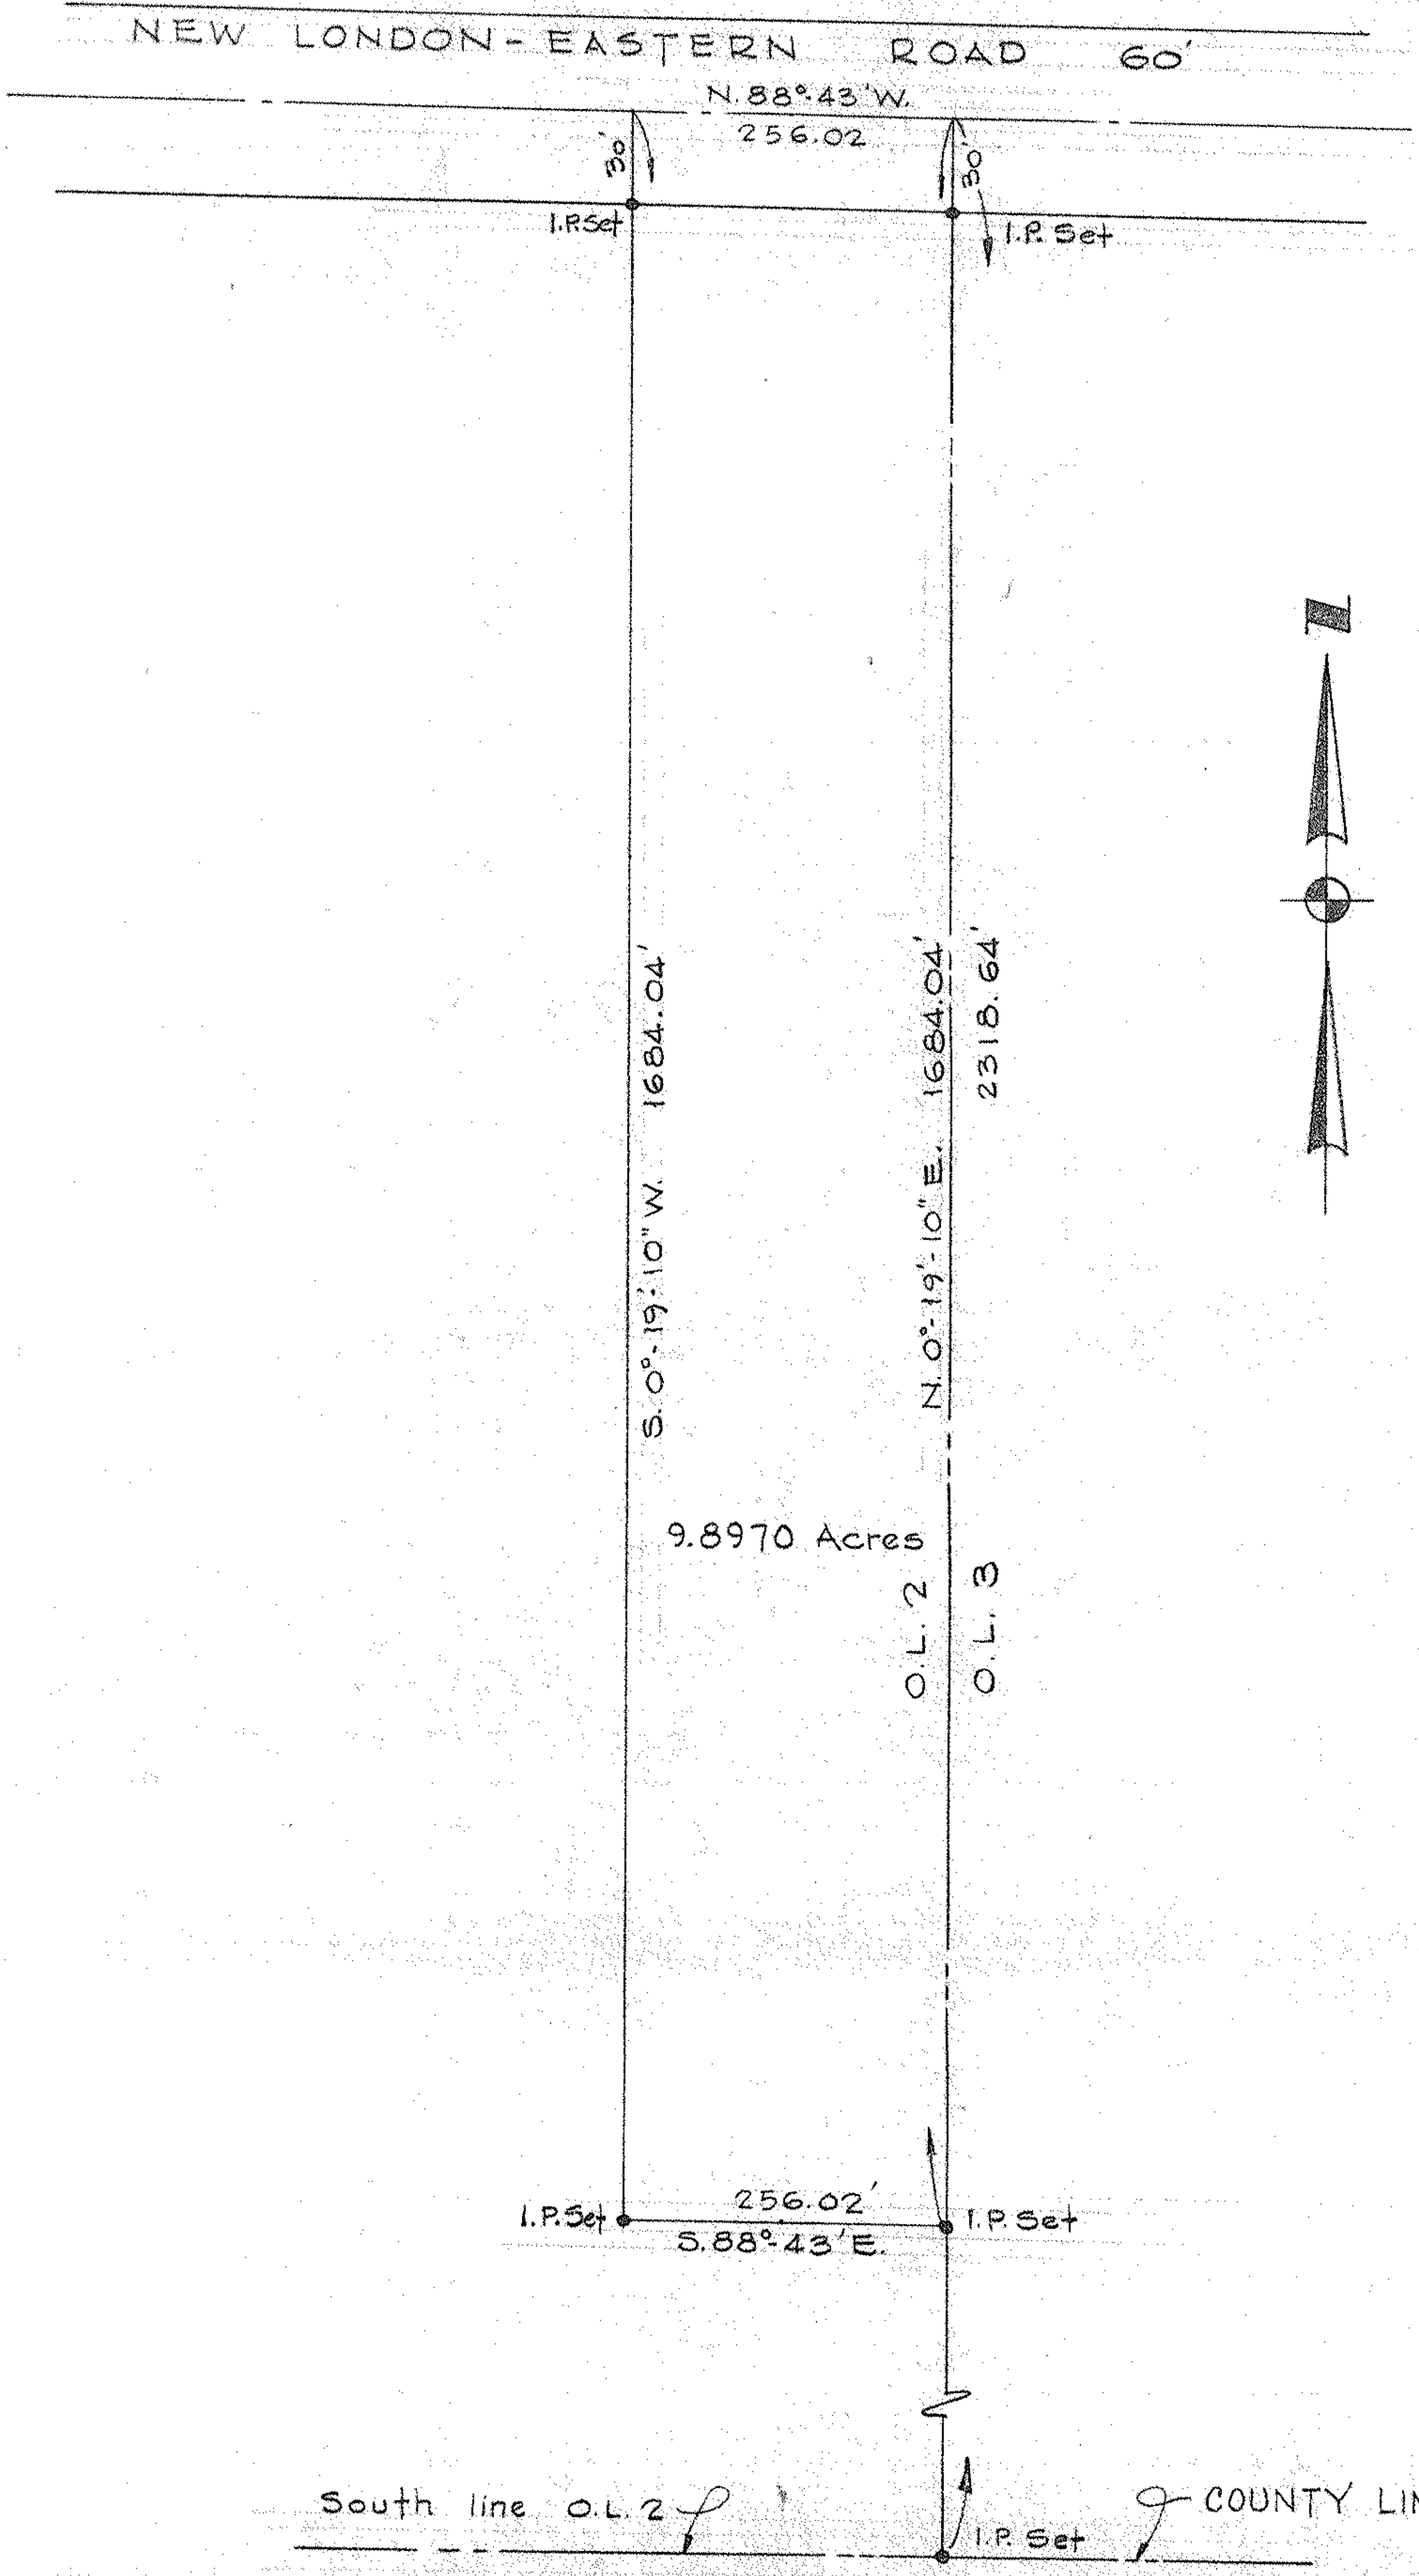 NEW LONDON-EASTERN ROAD 60'
N. 88°-43'W.
256.02
30'
30'
I.P. Set
I.P. Set
N
S. 0°-19'-10" W. 1684.04'
N. 0°-19'-10" E. 1684.04'
2318.64'
9.8970 Acres
O.L. 2
O.L. 3
256.02'
I.P. Set
I.P. Set
S. 88°-43'E.
South line O.L. 2
COUNTY LIN
I.P. Set